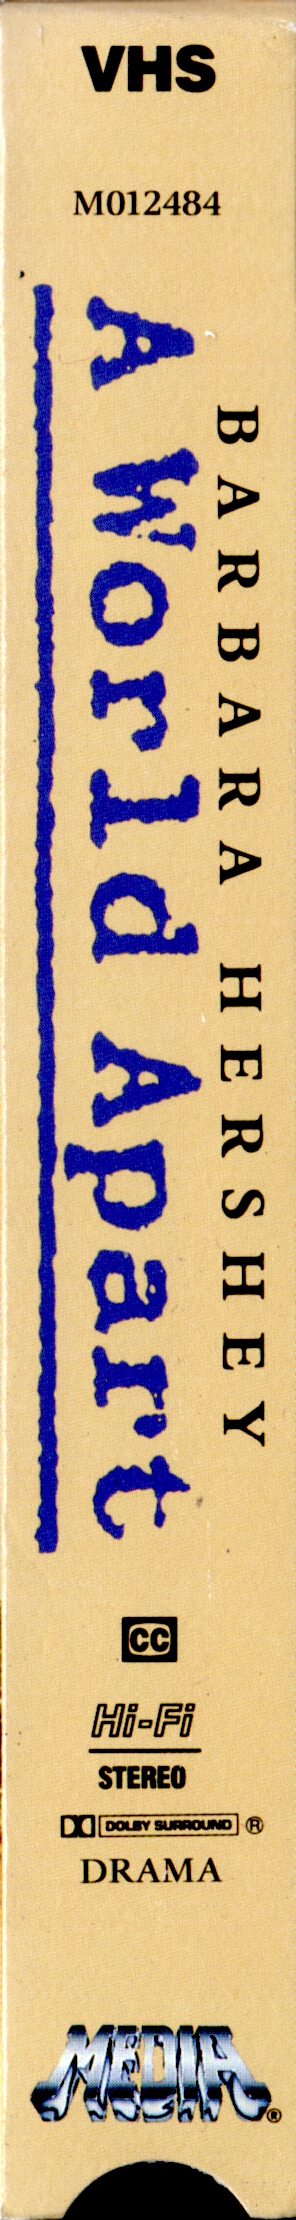 VHS
M012484
BARBARA HERSHEY
A World Apart
CC
Hi-Fi
STEREO
DOLBY SURROUND ®
DRAMA
MEDIA®